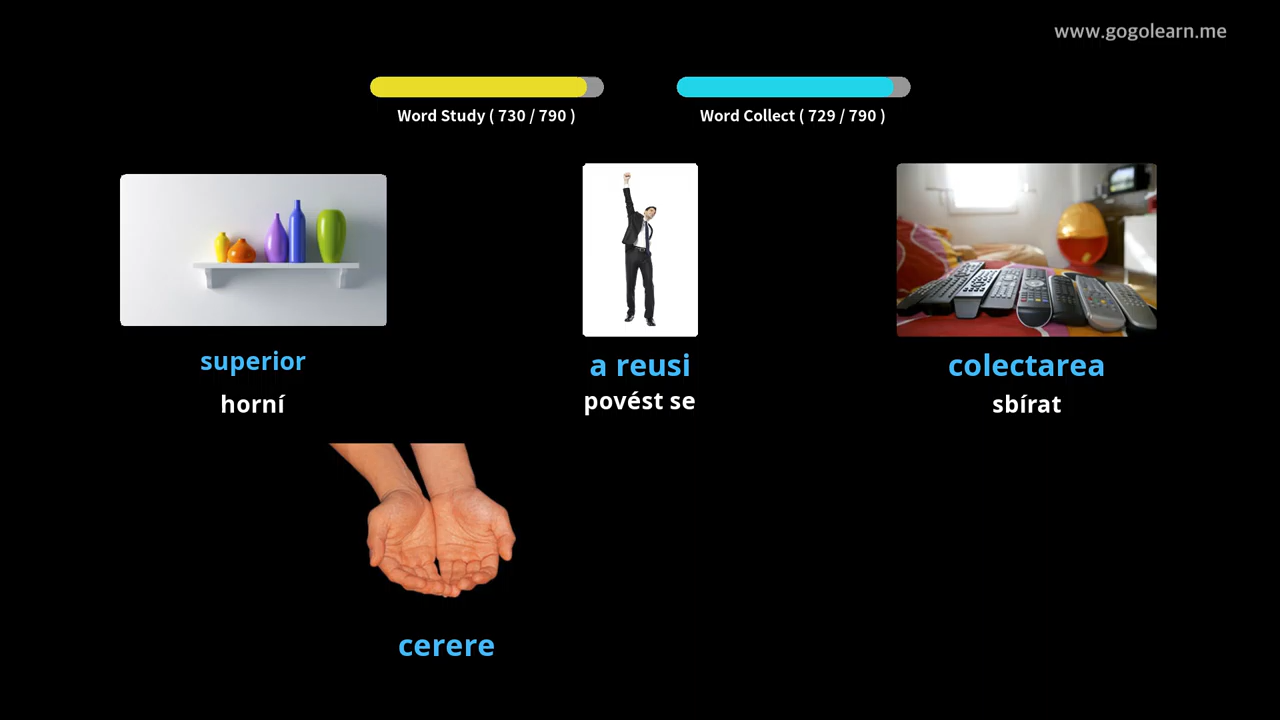 www.gogolearn.me
Word Study ( 730 / 790 )
Word Collect ( 729 / 790 )
superior
horní
a reusi
povést se
colectarea
sbírat
cerere